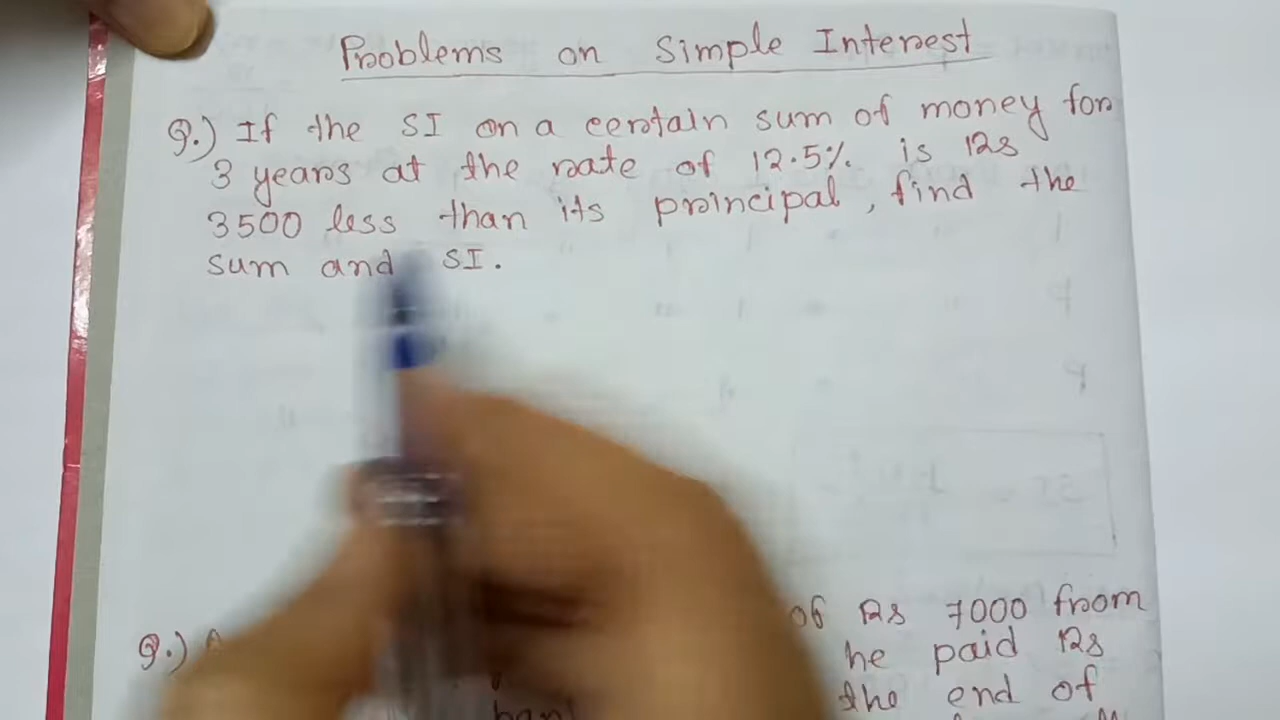 Problems on Simple Interest
Q.) If the SI on a certain sum of money for
3 years at the rate of 12.5% is Rs
3500 less than its principal, find the
sum and SI.
of Rs 7000 from
Q.) he paid Rs
the end of